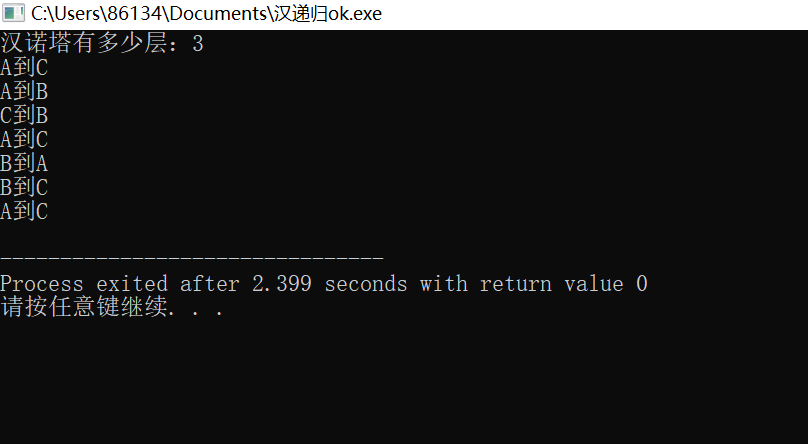 C:\Users\86134\Documents\汉递归ok.exe
汉诺塔有多少层：3
A到C
A到B
C到B
A到C
B到A
B到C
A到C
--------------------------------
Process exited after 2.399 seconds with return value 0
请按任意键继续. . .